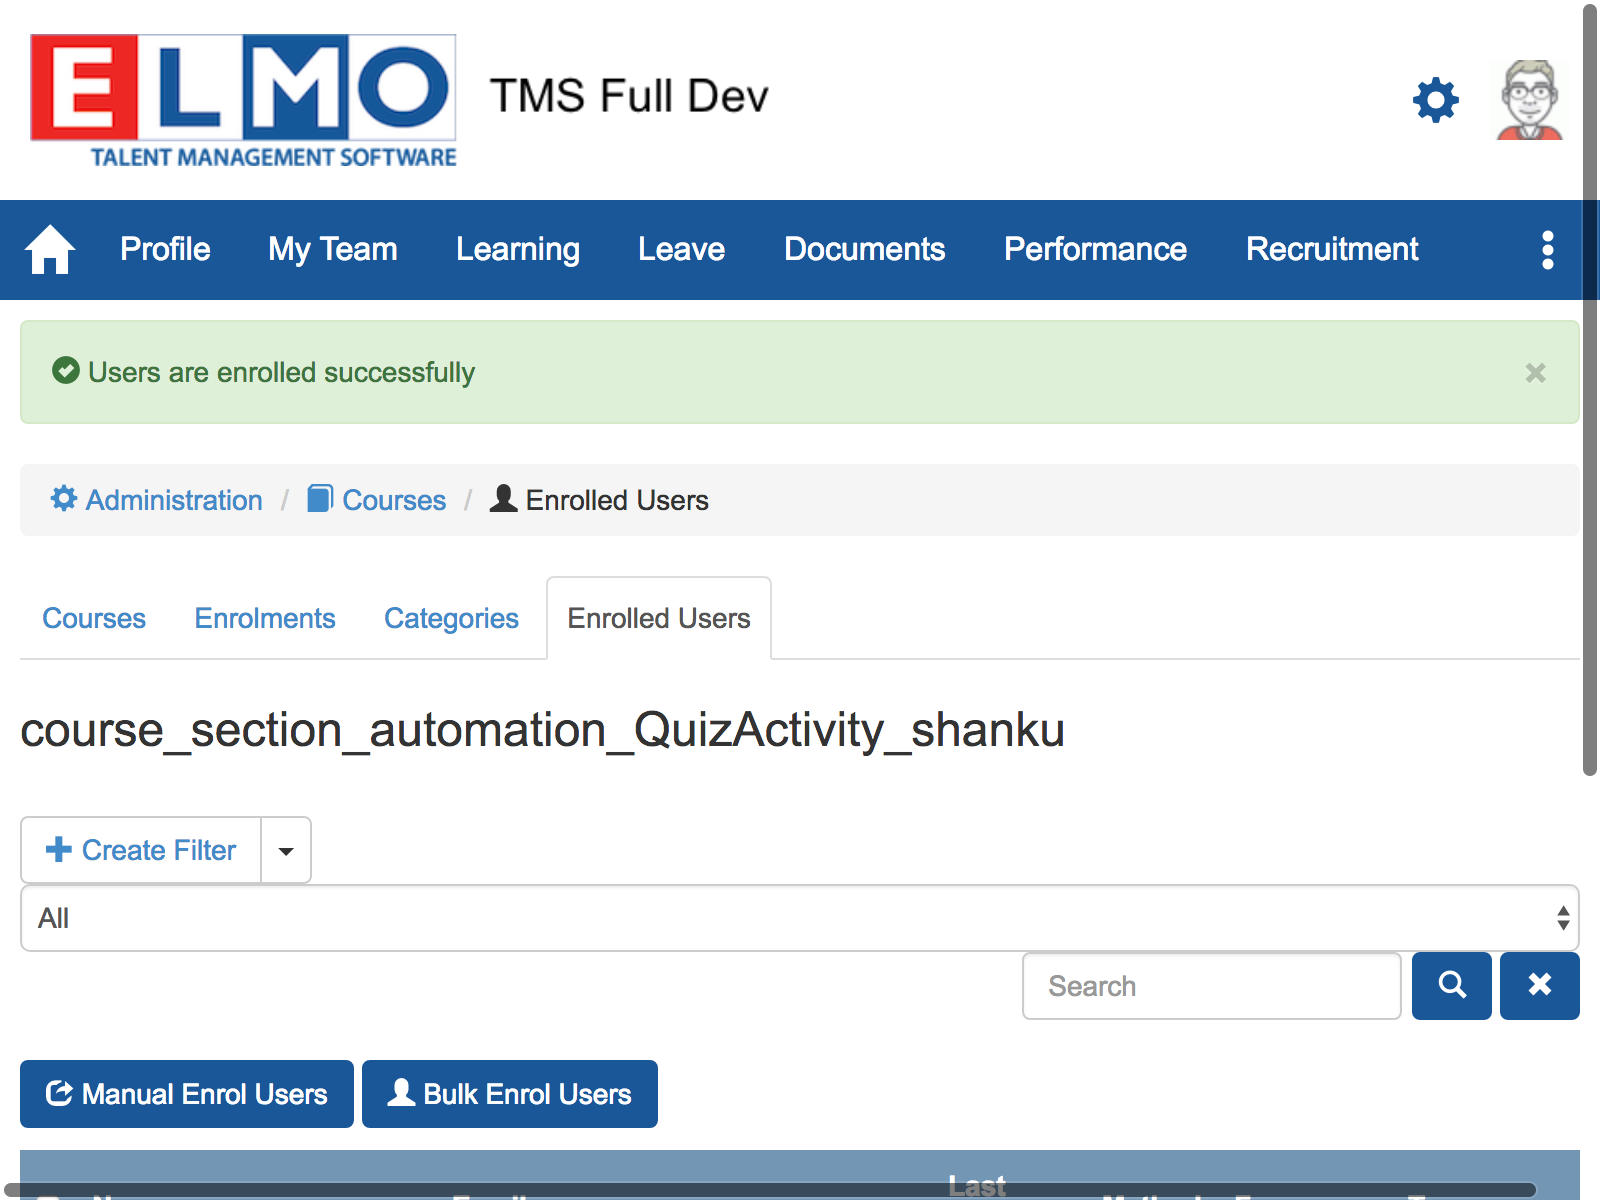 ELMO
TALENT MANAGEMENT SOFTWARE
TMS Full Dev
Profile My Team Learning Leave Documents Performance Recruitment
Users are enrolled successfully
Administration / Courses / Enrolled Users
Courses Enrolments Categories Enrolled Users
course_section_automation_QuizActivity_shanku
Create Filter
All
Search
Manual Enrol Users Bulk Enrol Users
Last